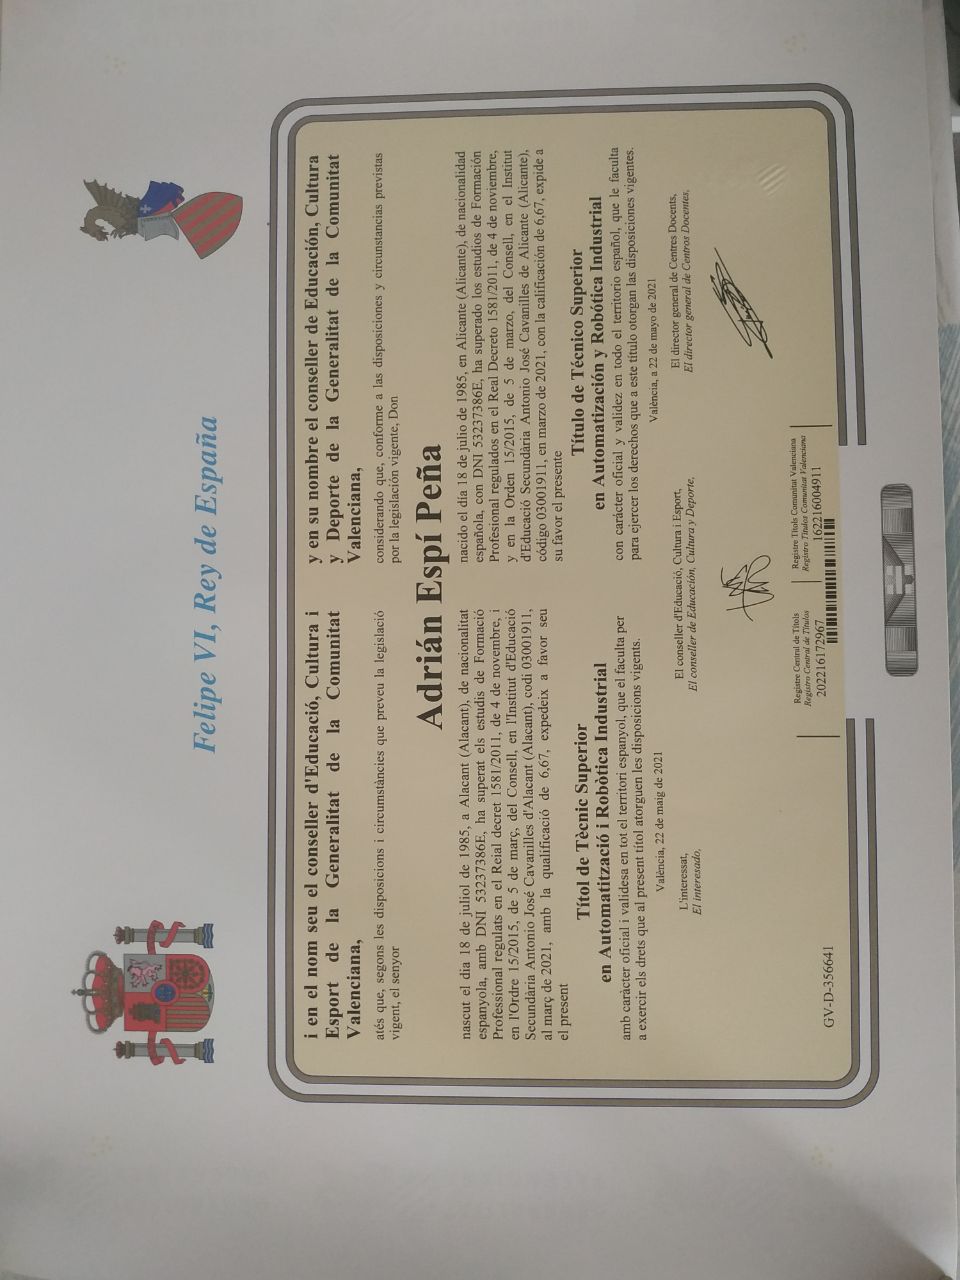 Felipe VI, Rey de España
i en el nom seu el conseller d'Educació, Cultura i
Esport de la Generalitat de la Comunitat
Valenciana,
atés que, segons les disposicions i circumstàncies que preveu la legislació
vigent, el senyor
y en su nombre el conseller de Educación, Cultura
y Deporte de la Generalitat de la Comunitat
Valenciana,
considerando que, conforme a las disposiciones y circunstancias previstas
por la legislación vigente, Don
Adrián Espí Peña
nascut el dia 18 de juliol de 1985, a Alacant (Alacant), de nacionalitat
espanyola, amb DNI 53237386E, ha superat els estudis de Formació
Professional regulats en el Reial decret 1581/2011, de 4 de novembre, i
en l'Ordre 15/2015, de 5 de març, del Consell, en l'Institut d'Educació
Secundària Antonio José Cavanilles d'Alacant (Alacant), codi 03001911,
al març de 2021, amb la qualificació de 6,67, expedeix a favor seu
el present
Títol de Tècnic Superior
en Automatització i Robòtica Industrial
amb caràcter oficial i validesa en tot el territori espanyol, que el faculta per
a exercir els drets que al present títol atorguen les disposicions vigents.
València, 22 de maig de 2021
nacido el día 18 de julio de 1985, en Alicante (Alicante), de nacionalidad
española, con DNI 53237386E, ha superado los estudios de Formación
Profesional regulados en el Real Decreto 1581/2011, de 4 de noviembre,
y en la Orden 15/2015, de 5 de marzo, del Consell, en el Institut
d'Educació Secundària Antonio José Cavanilles de Alicante (Alicante),
código 03001911, en marzo de 2021, con la calificación de 6,67, expide a
su favor el presente
Título de Técnico Superior
en Automatización y Robótica Industrial
con carácter oficial y validez en todo el territorio español, que le faculta
para ejercer los derechos que a este título otorgan las disposiciones vigentes.
València, a 22 de mayo de 2021
L'interessat,
El interesado,
El conseller d'Educació, Cultura i Esport,
El conseller de Educación, Cultura y Deporte,
El director general de Centres Docents,
El director general de Centros Docentes,
GV-D-356641
Registre Central de Títols
Registro Central de Títulos
202216172967
Registre Títols Comunitat Valenciana
Registro Títulos Comunitat Valenciana
162216004911